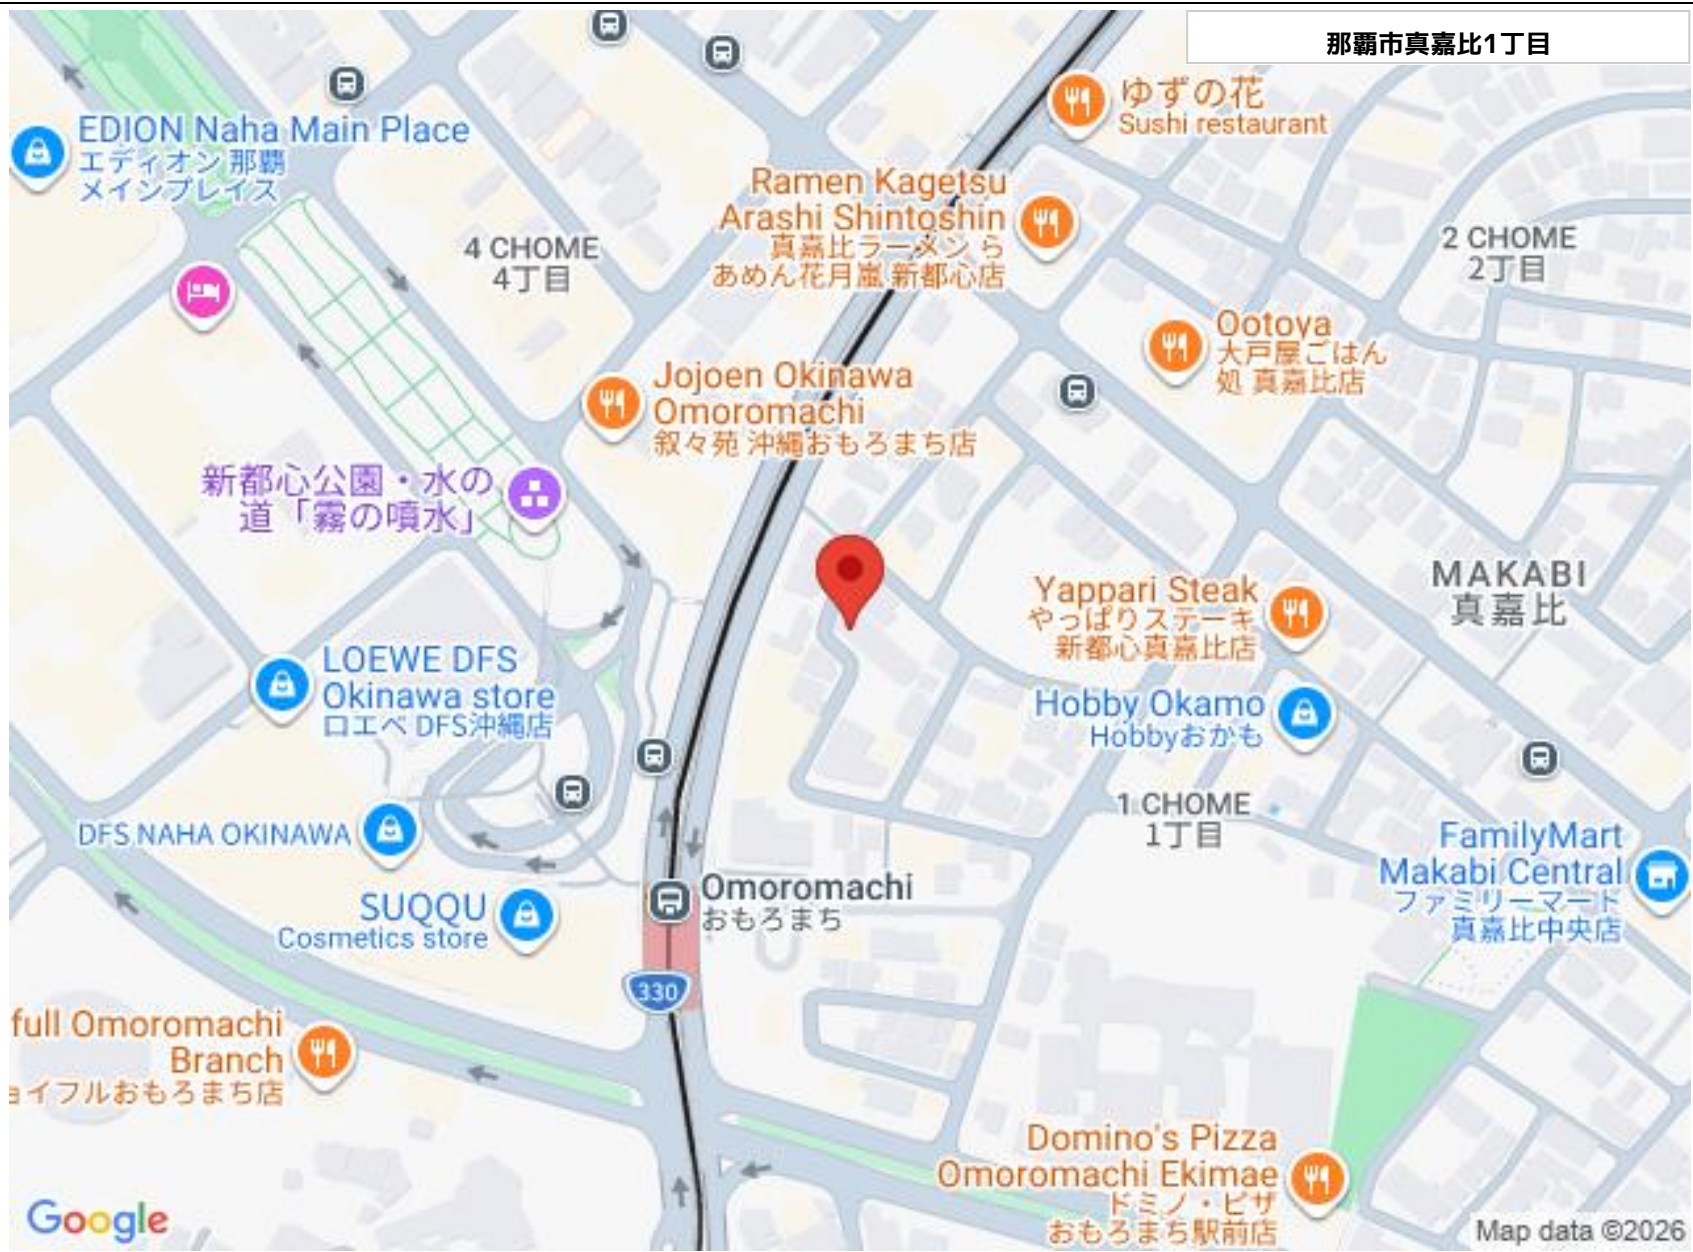 那覇市真嘉比1丁目
ゆずの花
Sushi restaurant
EDION Naha Main Place
エディオン 那覇
メインプレイス
Ramen Kagetsu
Arashi Shintoshin
真嘉比ラーメン ら
あめん花月嵐 新都心店
4 CHOME
4丁目
2 CHOME
2丁目
Ootoya
大戸屋ごはん
処 真嘉比店
Jojoen Okinawa
Omoromachi
叙々苑 沖縄おもろまち店
新都心公園・水の
道「霧の噴水」
Yappari Steak
やっぱりステーキ
新都心真嘉比店
MAKABI
真嘉比
LOEWE DFS
Okinawa store
ロエベ DFS沖縄店
Hobby Okamo
Hobbyおかも
DFS NAHA OKINAWA
1 CHOME
1丁目
FamilyMart
Makabi Central
ファミリーマート
真嘉比中央店
Omoromachi
おもろまち
SUQQU
Cosmetics store
330
full Omoromachi
Branch
ョイフルおもろまち店
Domino's Pizza
Omoromachi Ekimae
ドミノ・ピザ
おもろまち駅前店
Google
Map data ©2026